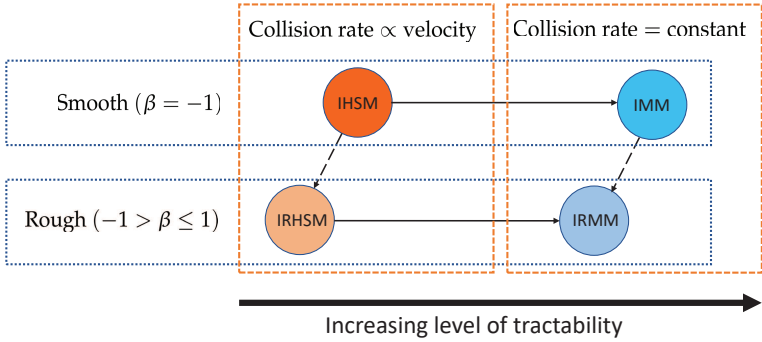 Collision rate ∝ velocity
Collision rate = constant
Smooth (β = −1)
IHSM
IMM
Rough (−1 > β ≤ 1)
IRHSM
IRMM
Increasing level of tractability